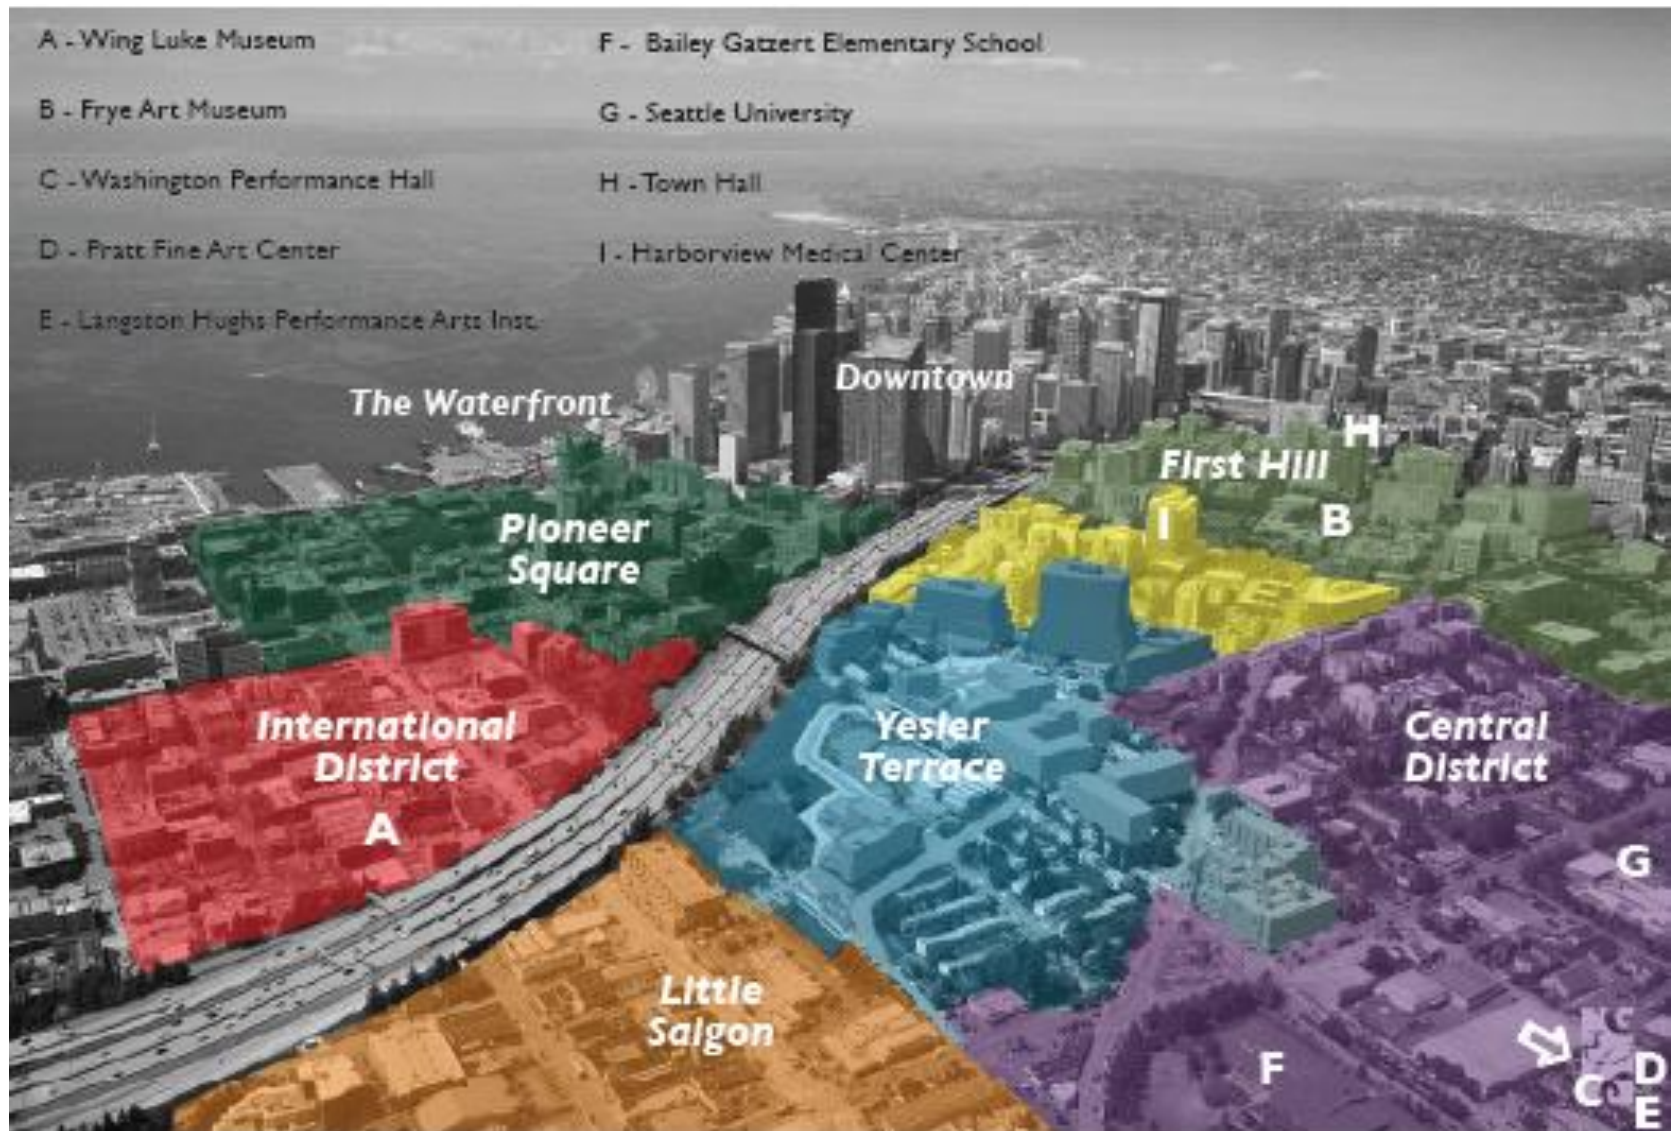 A - Wing Luke Museum
B - Frye Art Museum
C - Washington Performance Hall
D - Pratt Fine Art Center
E - Langston Hughs Performance Arts Inst.
F - Bailey Gatzert Elementary School
G - Seattle University
H - Town Hall
I - Harborview Medical Center
The Waterfront
Downtown
H
First Hill
I
B
Pioneer
Square
International
District
A
Yesler
Terrace
Central
District
G
Little
Saigon
F
C
D
E